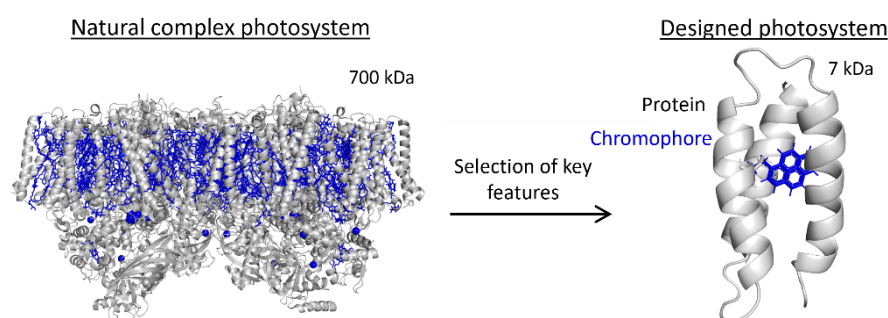 Natural complex photosystem
700 kDa
Selection of key
features
Designed photosystem
7 kDa
Protein
Chromophore